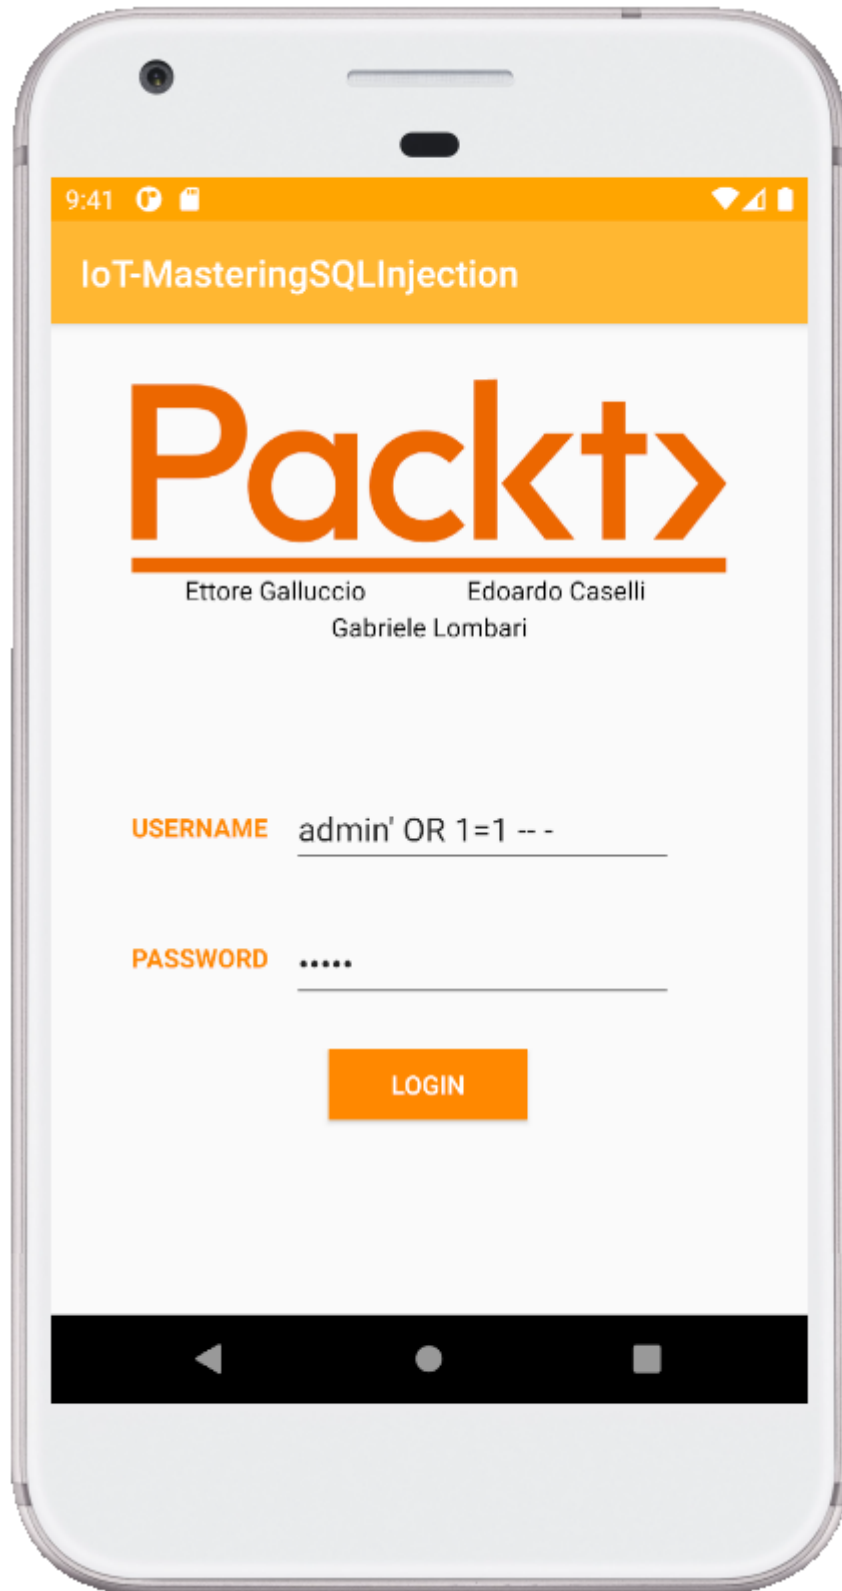 9:41
IoT-MasteringSQLInjection
Packt
Ettore Galluccio Edoardo Caselli
Gabriele Lombari
USERNAME admin' OR 1=1 -- -
PASSWORD •••••
LOGIN